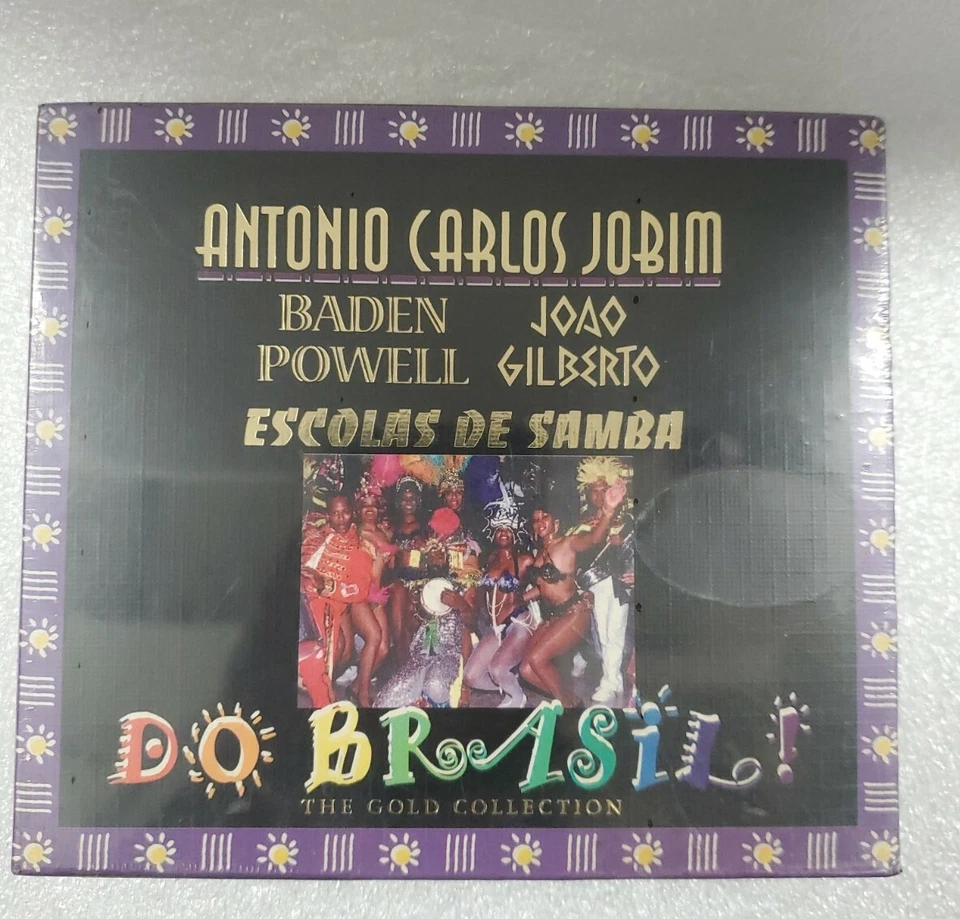 ANTONIO CARLOS JOBIM
BADEN POWELL
JOAO GILBERTO
ESCOLAS DE SAMBA
DO BRASIL!
THE GOLD COLLECTION